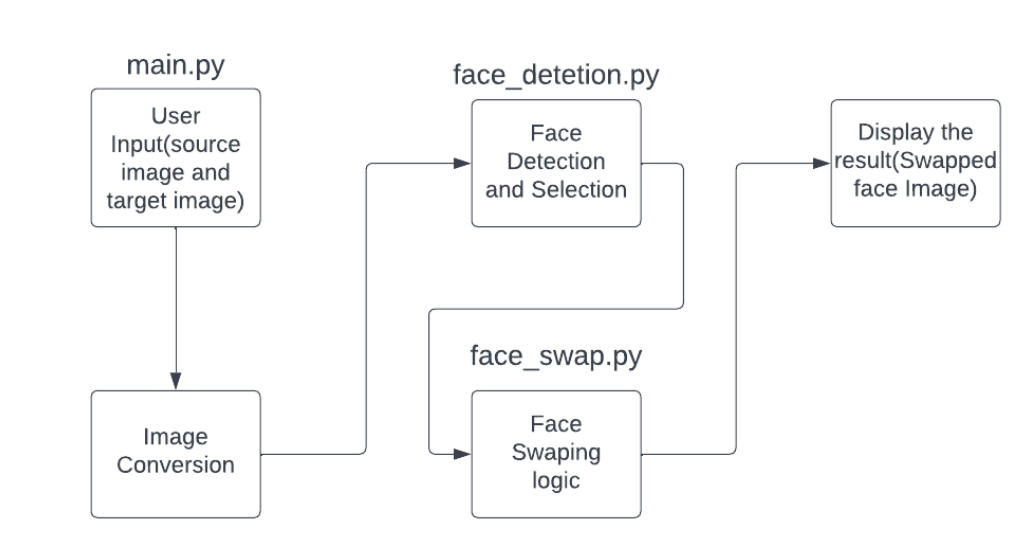 main.py
User
Input(source
image and
target image)
Image
Conversion
face_detetion.py
Face
Detection
and Selection
face_swap.py
Face
Swaping
logic
Display the
result(Swapped
face Image)